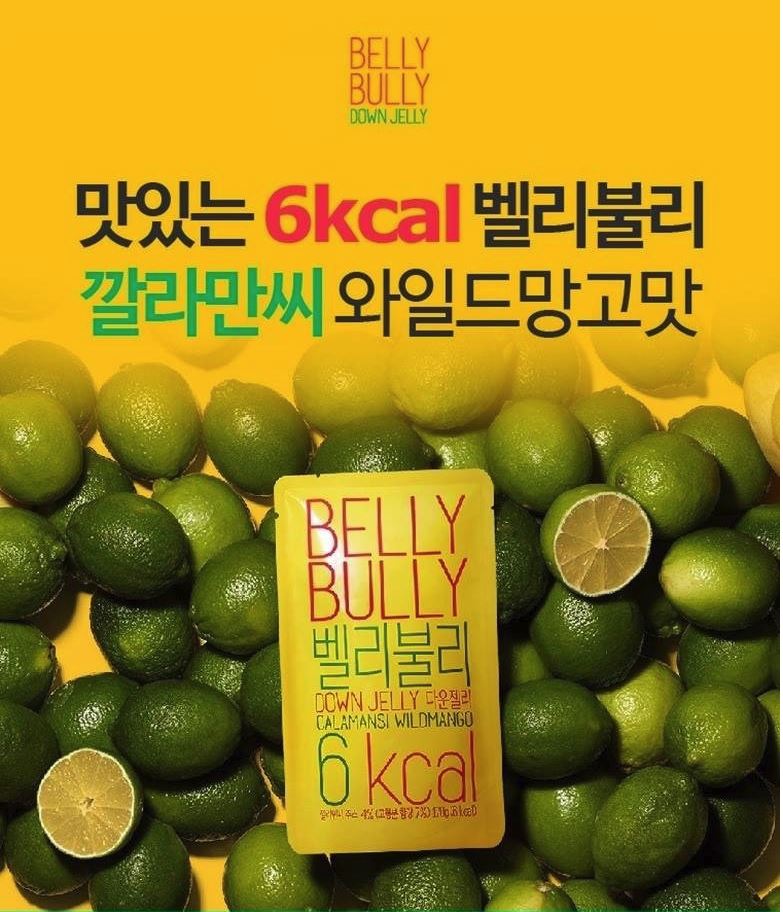 BELLY
BULLY
DOWN JELLY
맛있는 6kcal 벨리불리
깔라만씨 와일드망고맛
BELLY
BULLY
벨리불리
DOWN JELLY 다운젤리
CALAMANSI WILDMANGO
6 kcal